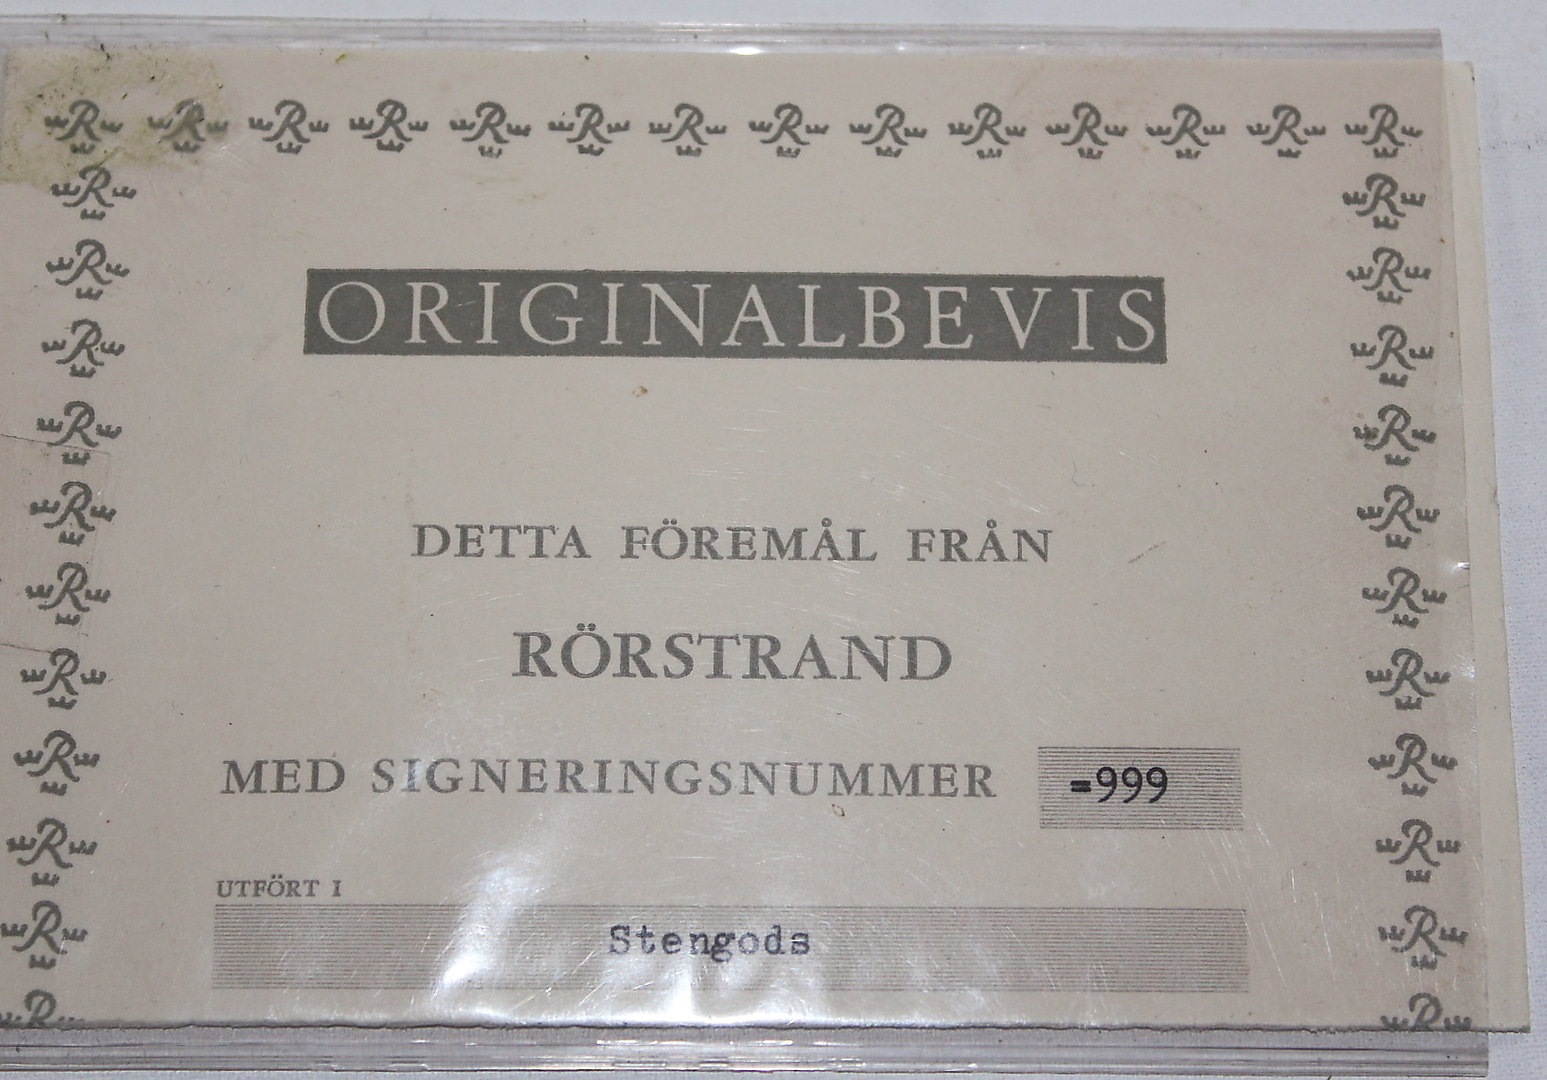 ORIGINALBEVIS
DETTA FÖREMÅL FRÅN
RÖRSTRAND
MED SIGNERINGSNUMMER -999
UTFÖRT I
Stengods